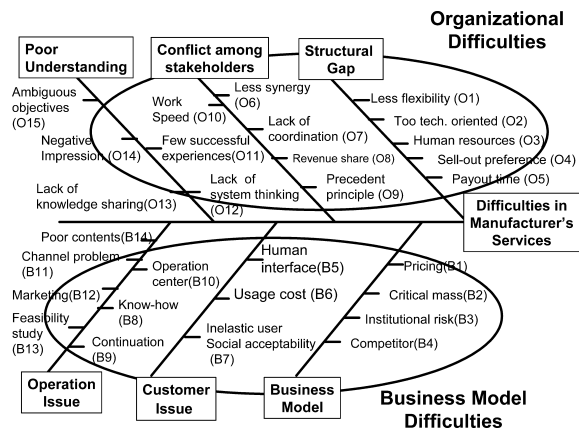 Organizational
Difficulties
Poor
Understanding
Conflict among
stakeholders
Structural
Gap
Ambiguous
objectives
(O15)
Negative
Impression (O14)
Lack of
knowledge sharing(O13)
Less synergy
(O6)
Work
Speed (O10)
Lack of
coordination (O7)
Few successful
experiences(O11)
Revenue share (O8)
Lack of
system thinking
(O12)
Precedent
principle (O9)
Less flexibility (O1)
Too tech. oriented (O2)
Human resources (O3)
Sell-out preference (O4)
Payout time (O5)
Difficulties in
Manufacturer's
Services
Poor contents(B14)
Channel problem
(B11)
Operation
center(B10)
Marketing(B12)
Know-how
(B8)
Feasibility
study
(B13)
Continuation
(B9)
Human
interface(B5)
Usage cost (B6)
Inelastic user
Social acceptability
(B7)
Pricing(B1)
Critical mass(B2)
Institutional risk(B3)
Competitor(B4)
Operation
Issue
Customer
Issue
Business
Model
Business Model
Difficulties